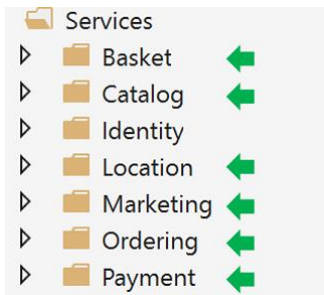 Services
Basket
Catalog
Identity
Location
Marketing
Ordering
Payment